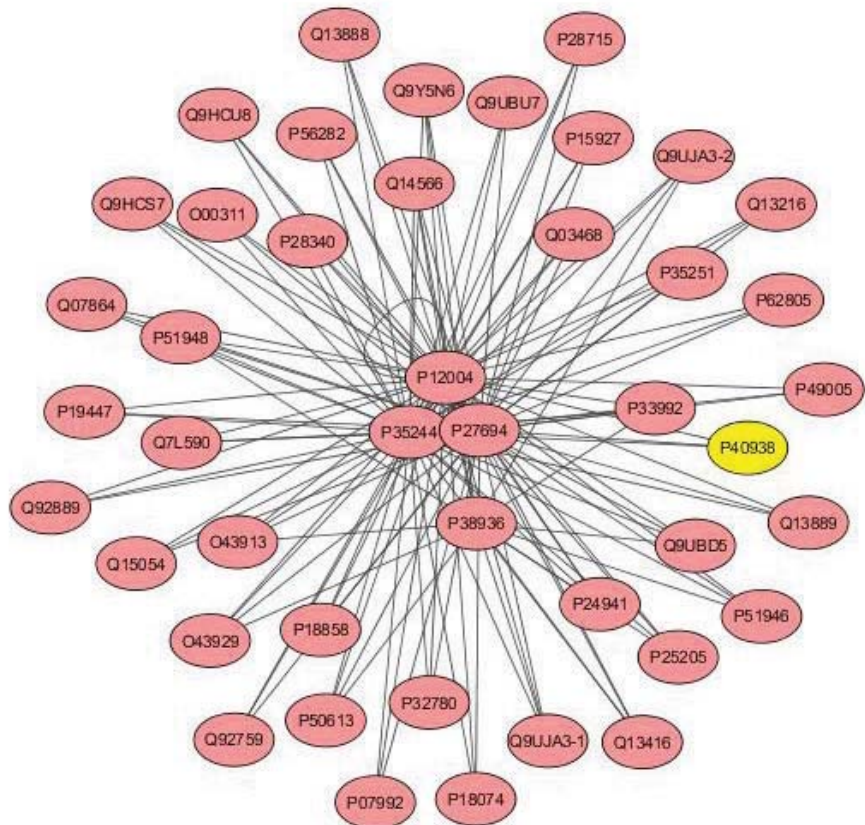 Q13888
P28715
Q9Y5N6
Q9UBU7
Q9HCU8
P56282
P15927
Q9UJA3-2
Q14566
Q9HCS7
O00311
Q13216
P28340
Q03468
P35251
Q07864
P62805
P51948
P12004
P49005
P19447
P33992
Q7L590
P35244
P27694
P40938
Q92889
P38936
Q13889
O43913
Q9UBD5
Q15054
P24941
P51946
O43929
P18858
P25205
P32780
P50613
Q92759
Q9UJA3-1
Q13416
P07992
P18074